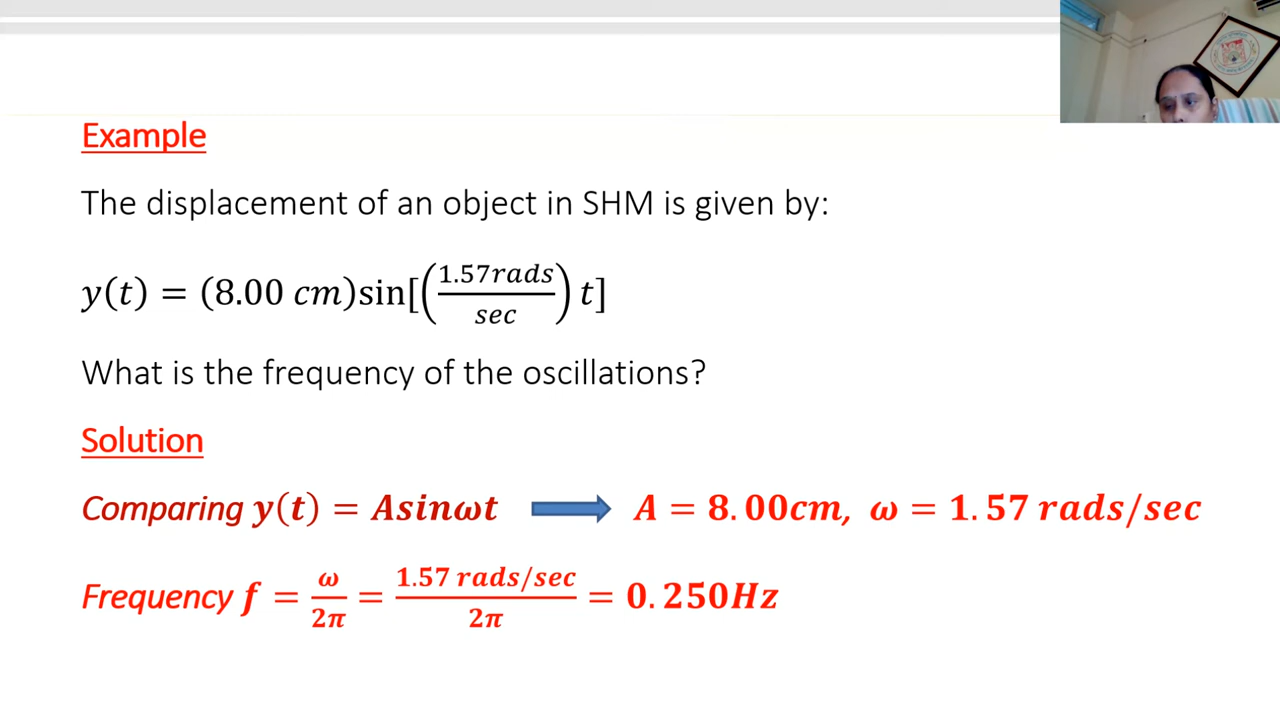 Example
The displacement of an object in SHM is given by:
y(t) = (8.00 cm)sin[(1.57rads/sec) t]
What is the frequency of the oscillations?
Solution
Comparing y(t) = Asinωt ⟹ A = 8.00cm, ω = 1.57 rads/sec
Frequency f = ω/2π = 1.57 rads/sec/2π = 0.250Hz